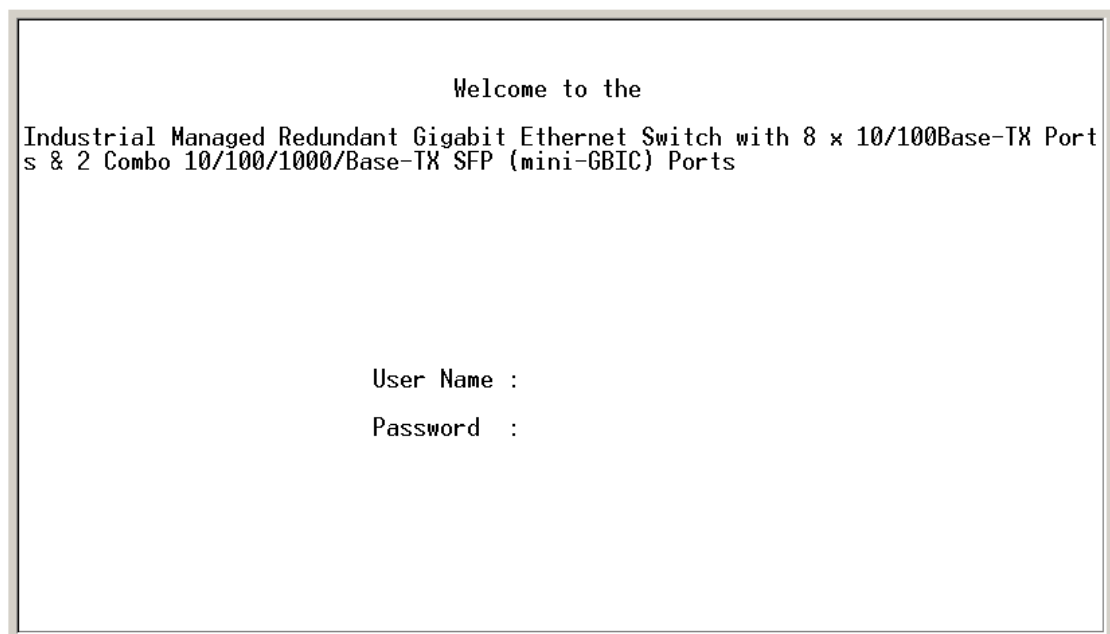 Welcome to the
Industrial Managed Redundant Gigabit Ethernet Switch with 8 x 10/100Base-TX Port
s & 2 Combo 10/100/1000/Base-TX SFP (mini-GBIC) Ports
User Name :
Password :